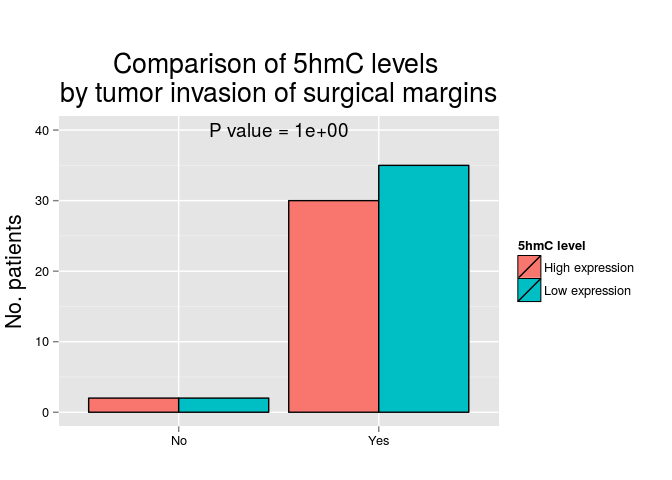 Comparison of 5hmC levels
by tumor invasion of surgical margins
P value = 1e+00
No. patients
40
30
20
10
0
No
Yes
5hmC level
High expression
Low expression